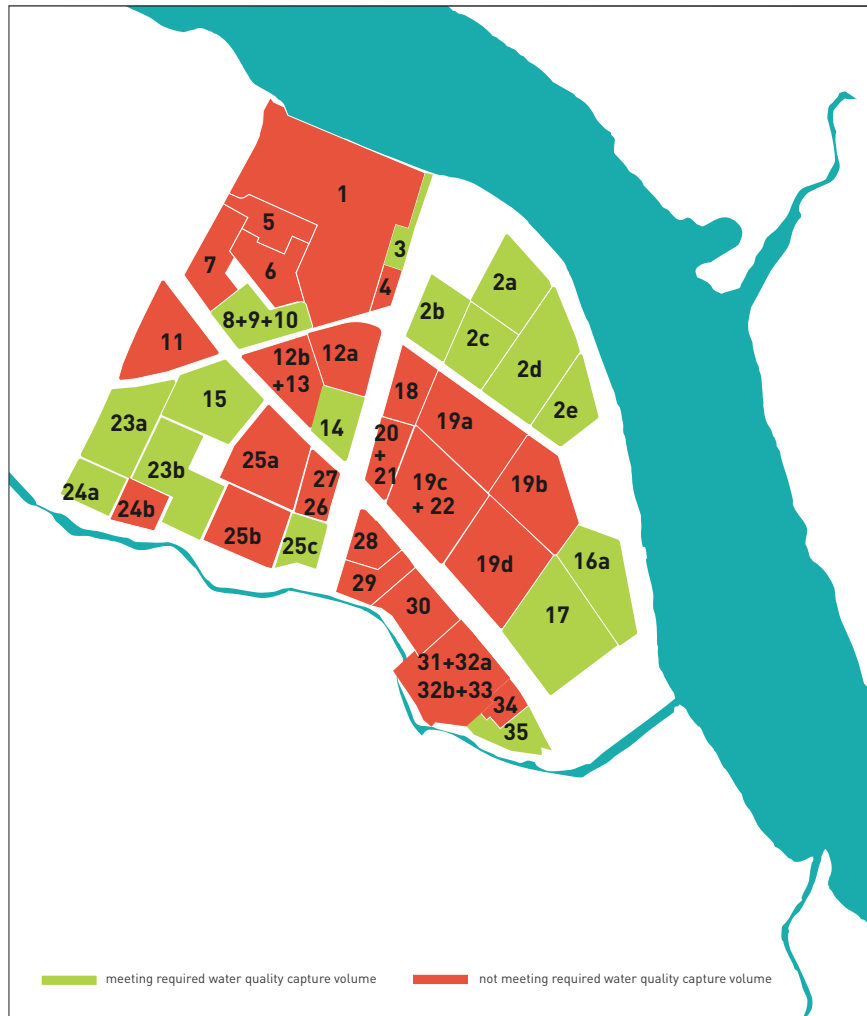 1
5
3
7
6
4
2a
2b
2c
8+9+10
11
12b
+13
12a
2d
2e
15
18
23a
14
19a
20
+
21
23b
25a
27
26
19c
+ 22
19b
24a
24b
25b
25c
28
19d
16a
29
30
17
31+32a
32b+33
34
35
meeting required water quality capture volume
not meeting required water quality capture volume